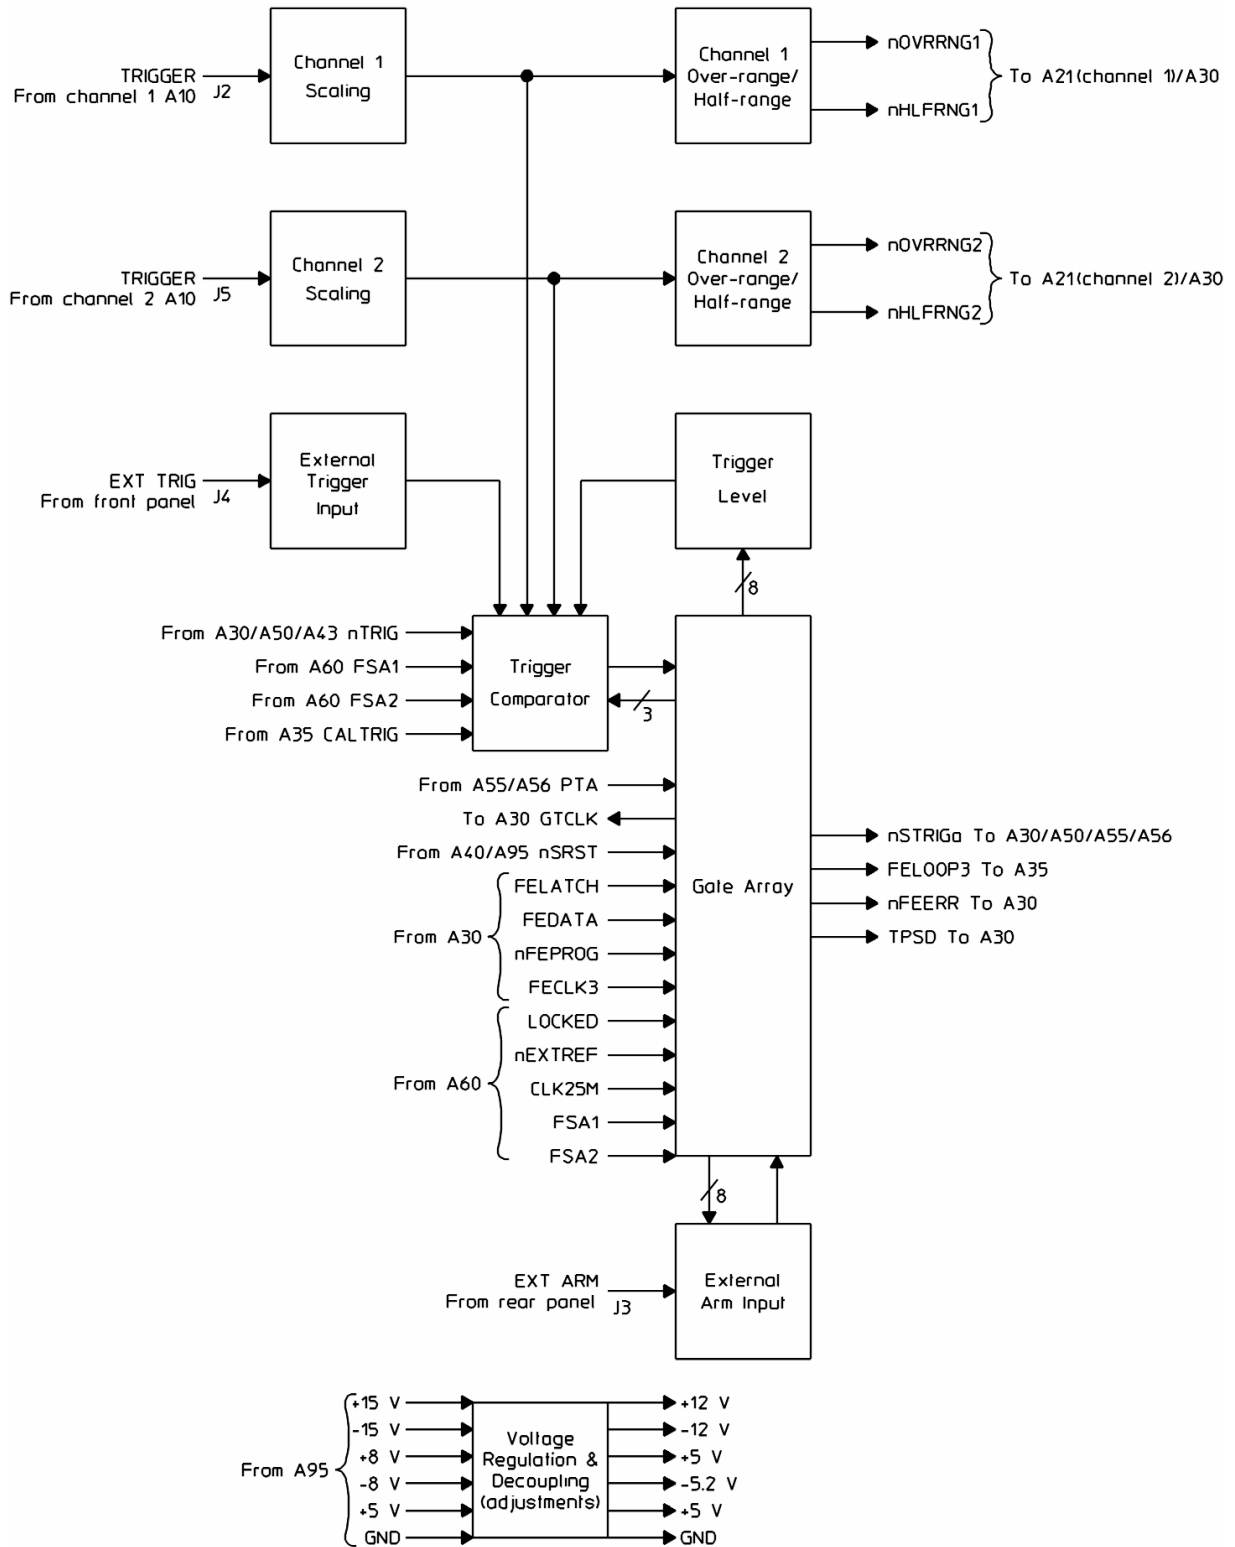 Channel 1
Scaling
Channel 1
Over-range/
Half-range
nOVRRNG1
nHLFRNG1
To A21(channel 1)/A30
TRIGGER
From channel 1 A10
J2
Channel 2
Scaling
Channel 2
Over-range/
Half-range
nOVRRNG2
nHLFRNG2
To A21(channel 2)/A30
TRIGGER
From channel 2 A10
J5
External
Trigger
Input
EXT TRIG
From front panel
J4
Trigger
Level
8
From A30/A50/A43 nTRIG
From A60 FSA1
From A60 FSA2
From A35 CALTRIG
Trigger
Comparator
3
From A55/A56 PTA
To A30 GTCLK
From A40/A95 nSRST
From A30
FELATCH
FEDATA
nFEPROG
FECLK3
From A60
LOCKED
nEXTREF
CLK25M
FSA1
FSA2
Gate Array
nSTRIGa To A30/A50/A55/A56
FELOOP3 To A35
nFEERR To A30
TPSD To A30
8
EXT ARM
From rear panel
J3
External
Arm Input
From A95
+15 V
-15 V
+8 V
-8 V
+5 V
GND
Voltage
Regulation &
Decoupling
(adjustments)
+12 V
-12 V
+5 V
-5.2 V
+5 V
GND